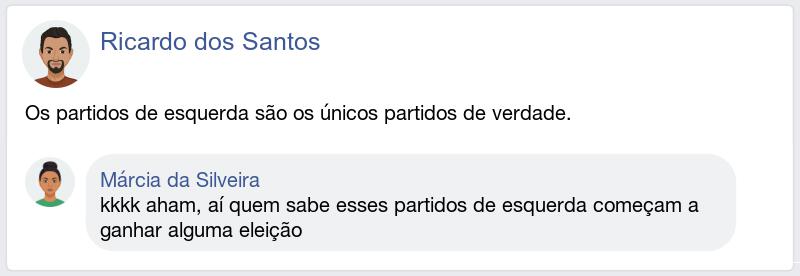 Ricardo dos Santos
Os partidos de esquerda são os únicos partidos de verdade.
Márcia da Silveira
kkkk aham, aí quem sabe esses partidos de esquerda começam a
ganhar alguma eleição